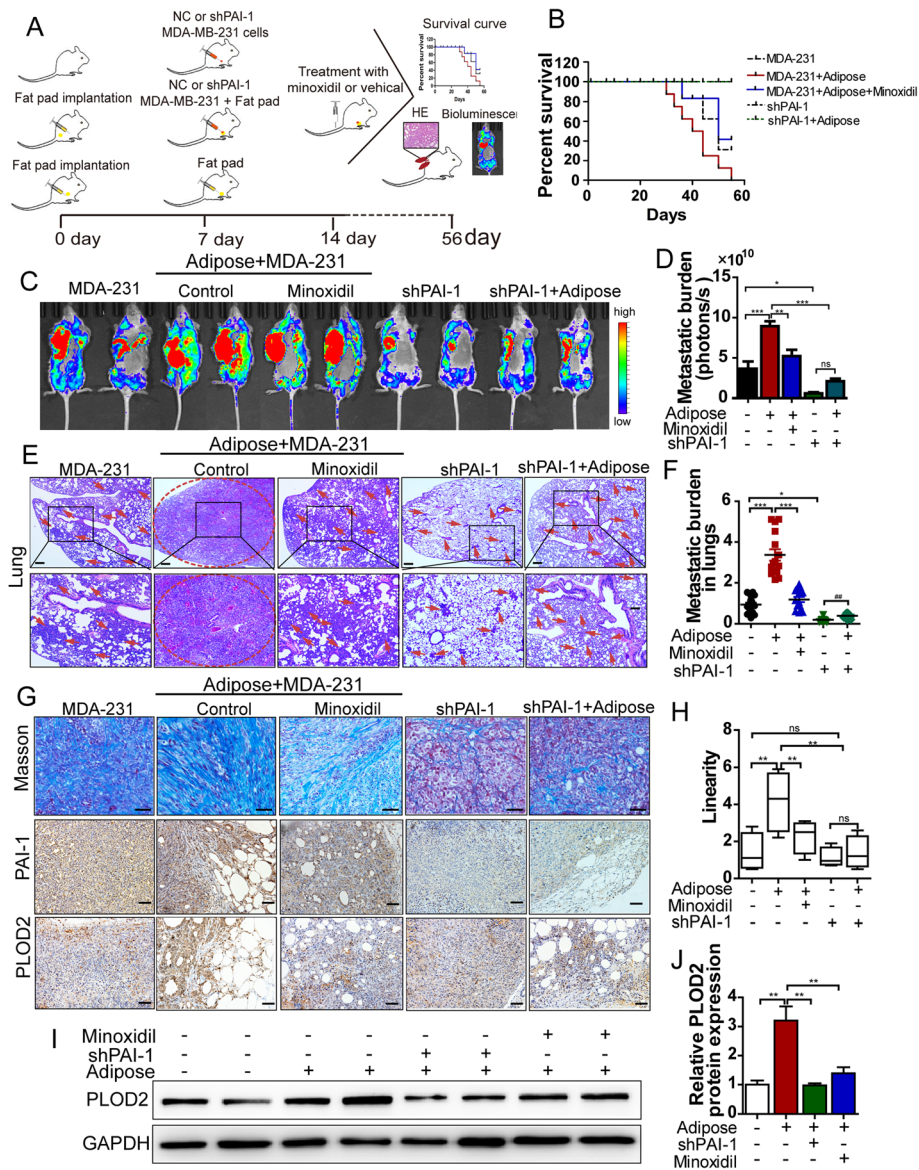 A
NC or shPAI-1
MDA-MB-231 cells
Fat pad implantation
NC or shPAI-1
MDA-MB-231 + Fat pad
Fat pad implantation
Fat pad
Treatment with
minoxidil or vehical
Survival curve
Percent survival
Days
HE
Bioluminescen
0 day
7 day
14 day
56 day
B
Percent survival
100
80
60
40
120
100
0
0
20
40
60
Days
MDA-231
MDA-231+Adipose
MDA-231+Adipose+Minoxidil
shPAI-1
shPAI-1+Adipose
C
Adipose+MDA-231
MDA-231
Control
Minoxidil
shPAI-1
shPAI-1+Adipose
high
low
D
×10¹⁰
Metastatic burden
(photons/s)
15
10
5
0
*
***
***
**
ns
Adipose - + + - +
Minoxidil +
shPAI-1 + +
E
Adipose+MDA-231
MDA-231
Control
Minoxidil
shPAI-1
shPAI-1+Adipose
Lung
F
Metastatic burden
in lungs
6
4
2
0
*
***
***
##
Adipose - + + - +
Minoxidil +
shPAI-1 + +
G
Adipose+MDA-231
MDA-231
Control
Minoxidil
shPAI-1
shPAI-1+Adipose
Masson
PAI-1
PLOD2
H
Linearity
8
6
4
2
0
ns
**
**
**
ns
Adipose - + + - +
Minoxidil +
shPAI-1 + +
I
Minoxidil - - - - - - + +
shPAI-1 - - - - + + - -
Adipose - - + + + + + +
PLOD2
GAPDH
J
Relative PLOD2
protein expression
4
3
2
1
0
**
**
**
Adipose - + + +
shPAI-1 +
Minoxidil +